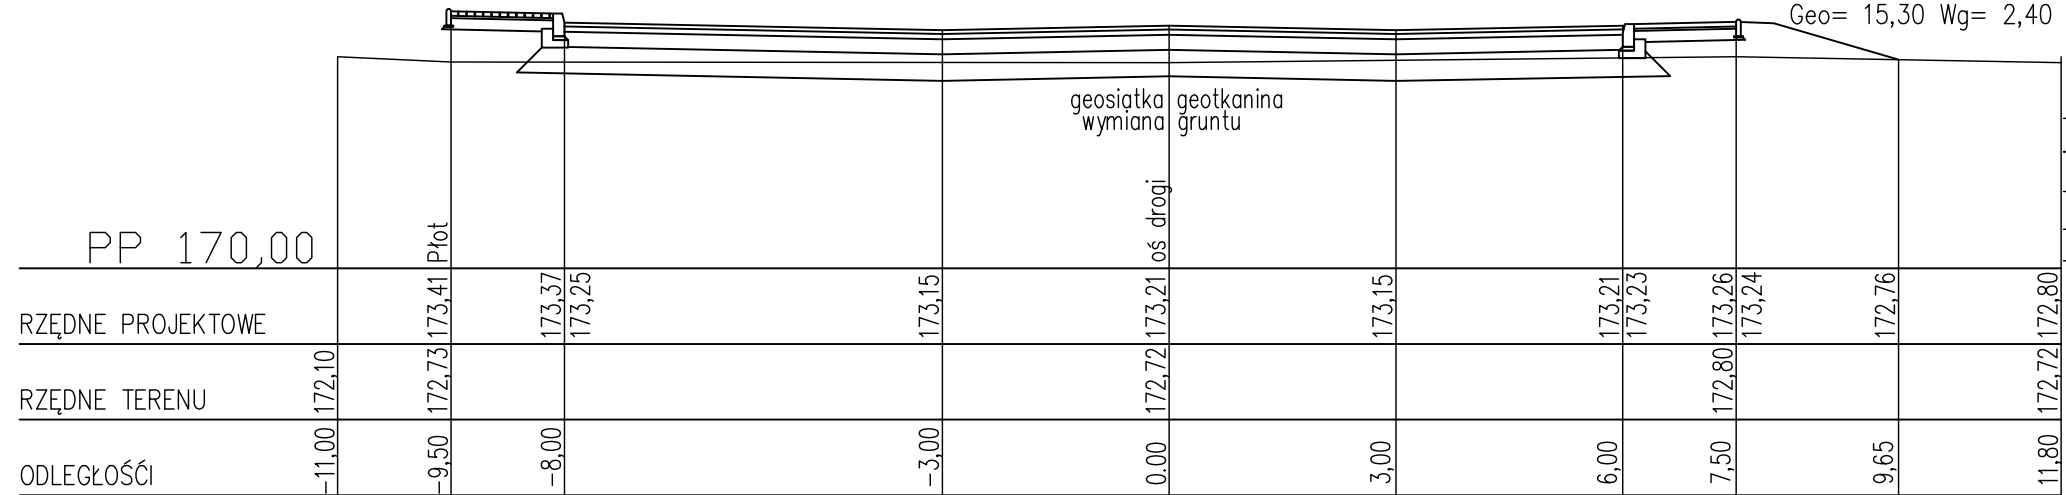 Geo= 15,30 Wg= 2,40
geosiatka geotkanina
wymiana gruntu
PP 170,00
Płot
oś drogi
RZĘDNE PROJEKTOWE 173,41 173,37 173,25 173,15 173,21 173,15 173,21 173,23 173,26 173,24 172,76 172,80
RZĘDNE TERENU 172,10 172,73 172,72 172,80 172,72
ODLEGŁOŚĆI -11,00 -9,50 -8,00 -3,00 0.00 3,00 6,00 7,50 9,65 11,80